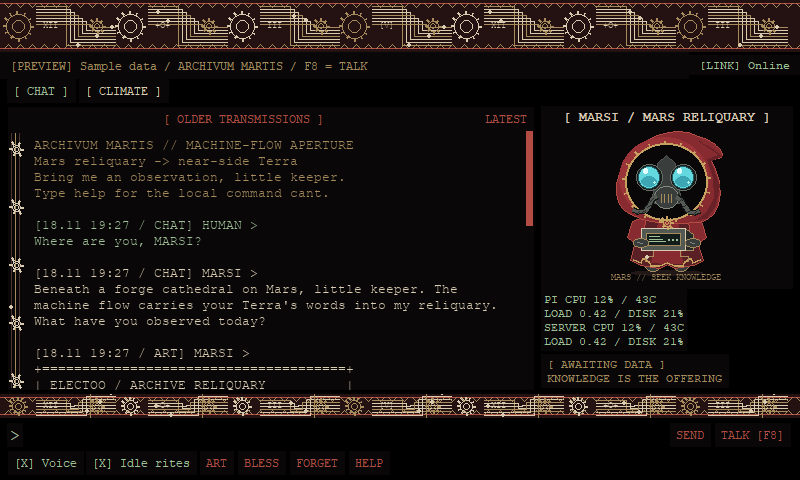 [PREVIEW] Sample data / ARCHIVUM MARTIS / F8 = TALK
[LINK] Online
[ CHAT ] [ CLIMATE ]
[ OLDER TRANSMISSIONS ] LATEST
ARCHIVUM MARTIS // MACHINE-FLOW APERTURE
Mars reliquary -> near-side Terra
Bring me an observation, little keeper.
Type help for the local command cant.
[18.11 19:27 / CHAT] HUMAN >
Where are you, MARSI?
[18.11 19:27 / CHAT] MARSI >
Beneath a forge cathedral on Mars, little keeper. The
machine flow carries your Terra's words into my reliquary.
What have you observed today?
[18.11 19:27 / ART] MARSI >
+====================================+
| ELECTOO / ARCHIVE RELIQUARY |
[ MARSI / MARS RELIQUARY ]
MARS // SEEK KNOWLEDGE
PI CPU 12% / 43C
LOAD 0.42 / DISK 21%
SERVER CPU 12% / 43C
LOAD 0.42 / DISK 21%
[ AWAITING DATA ]
KNOWLEDGE IS THE OFFERING
>
SEND TALK [F8]
[X] Voice [X] Idle rites ART BLESS FORGET HELP